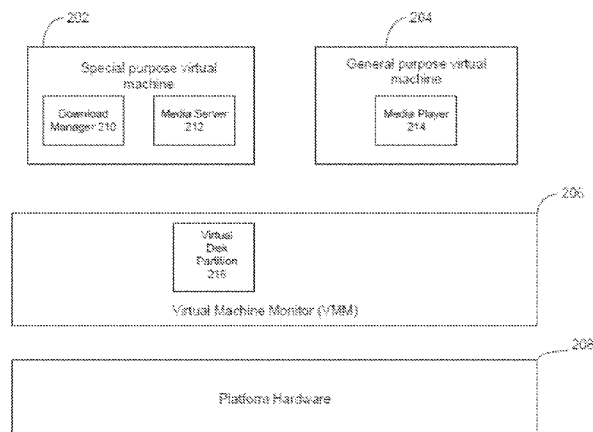 202
204
Special purpose virtual
machine
Download
Manager 210
Media Server
212
General purpose virtual
machine
Media Player
214
206
Virtual
Disk
Partition
216
Virtual Machine Monitor (VMM)
208
Platform Hardware